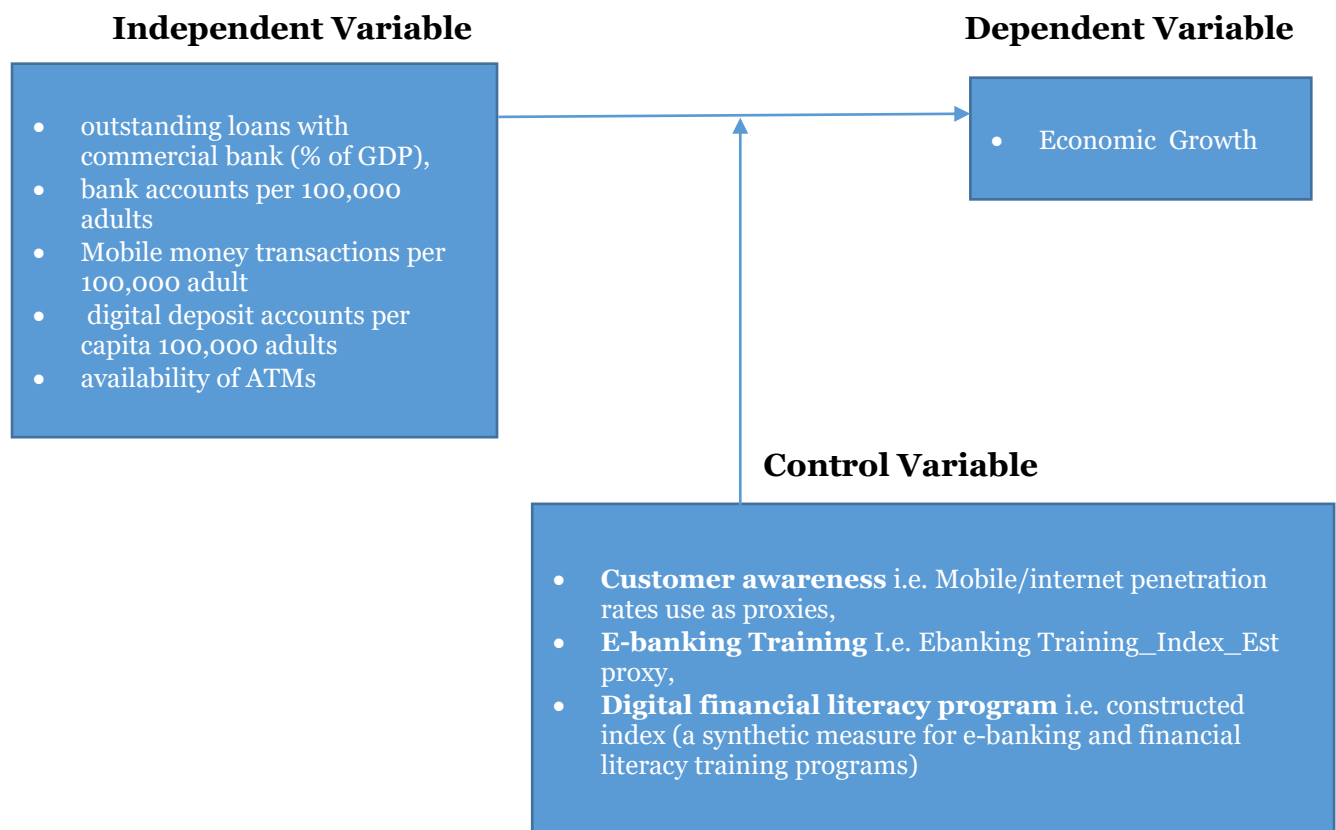 Independent Variable
Dependent Variable
• outstanding loans with
commercial bank (% of GDP),
• bank accounts per 100,000
adults
• Mobile money transactions per
100,000 adult
• digital deposit accounts per
capita 100,000 adults
• availability of ATMs
• Economic Growth
Control Variable
• Customer awareness i.e. Mobile/internet penetration
rates use as proxies,
• E-banking Training I.e. Ebanking Training_Index_Est
proxy,
• Digital financial literacy program i.e. constructed
index (a synthetic measure for e-banking and financial
literacy training programs)